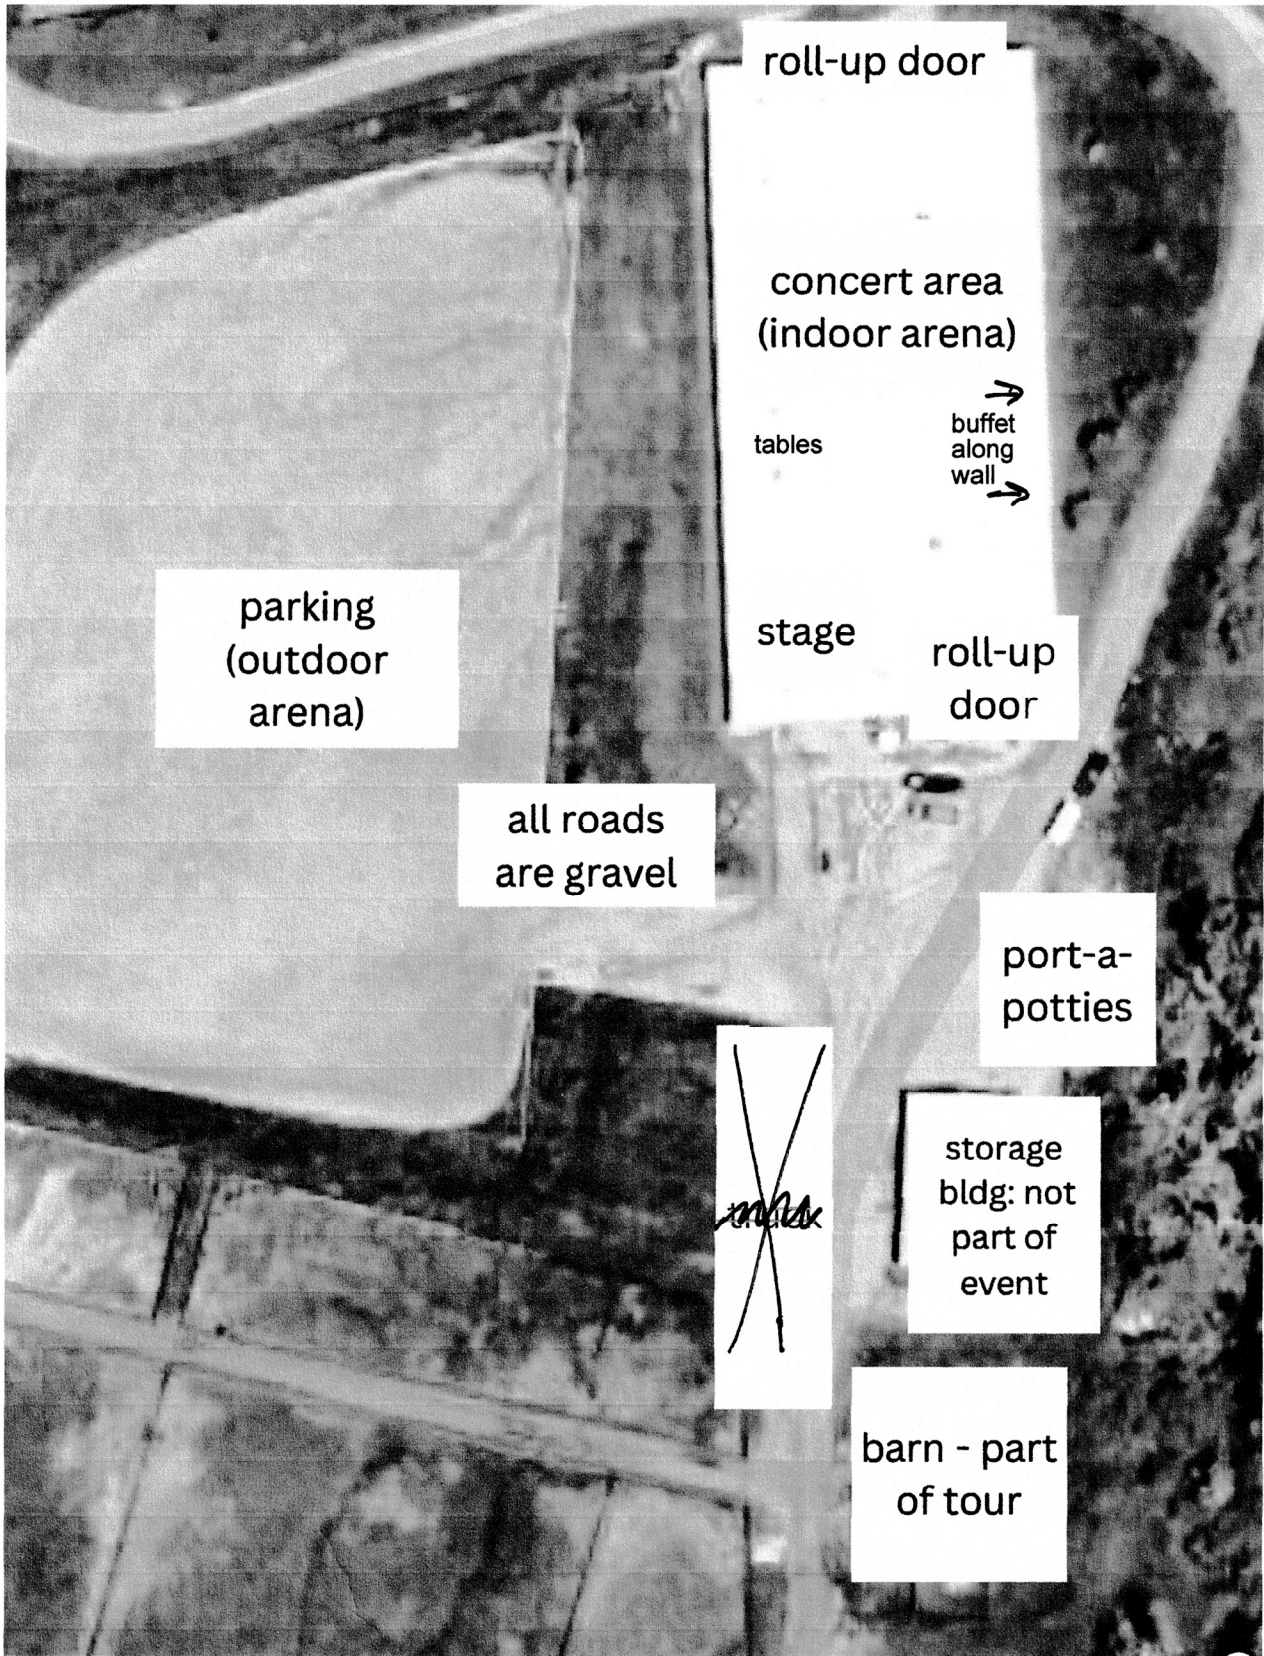 roll-up door
concert area
(indoor arena)
buffet
along
wall
tables
stage
roll-up
door
parking
(outdoor
arena)
all roads
are gravel
port-a-
potties
storage
bldg: not
part of
event
barn - part
of tour